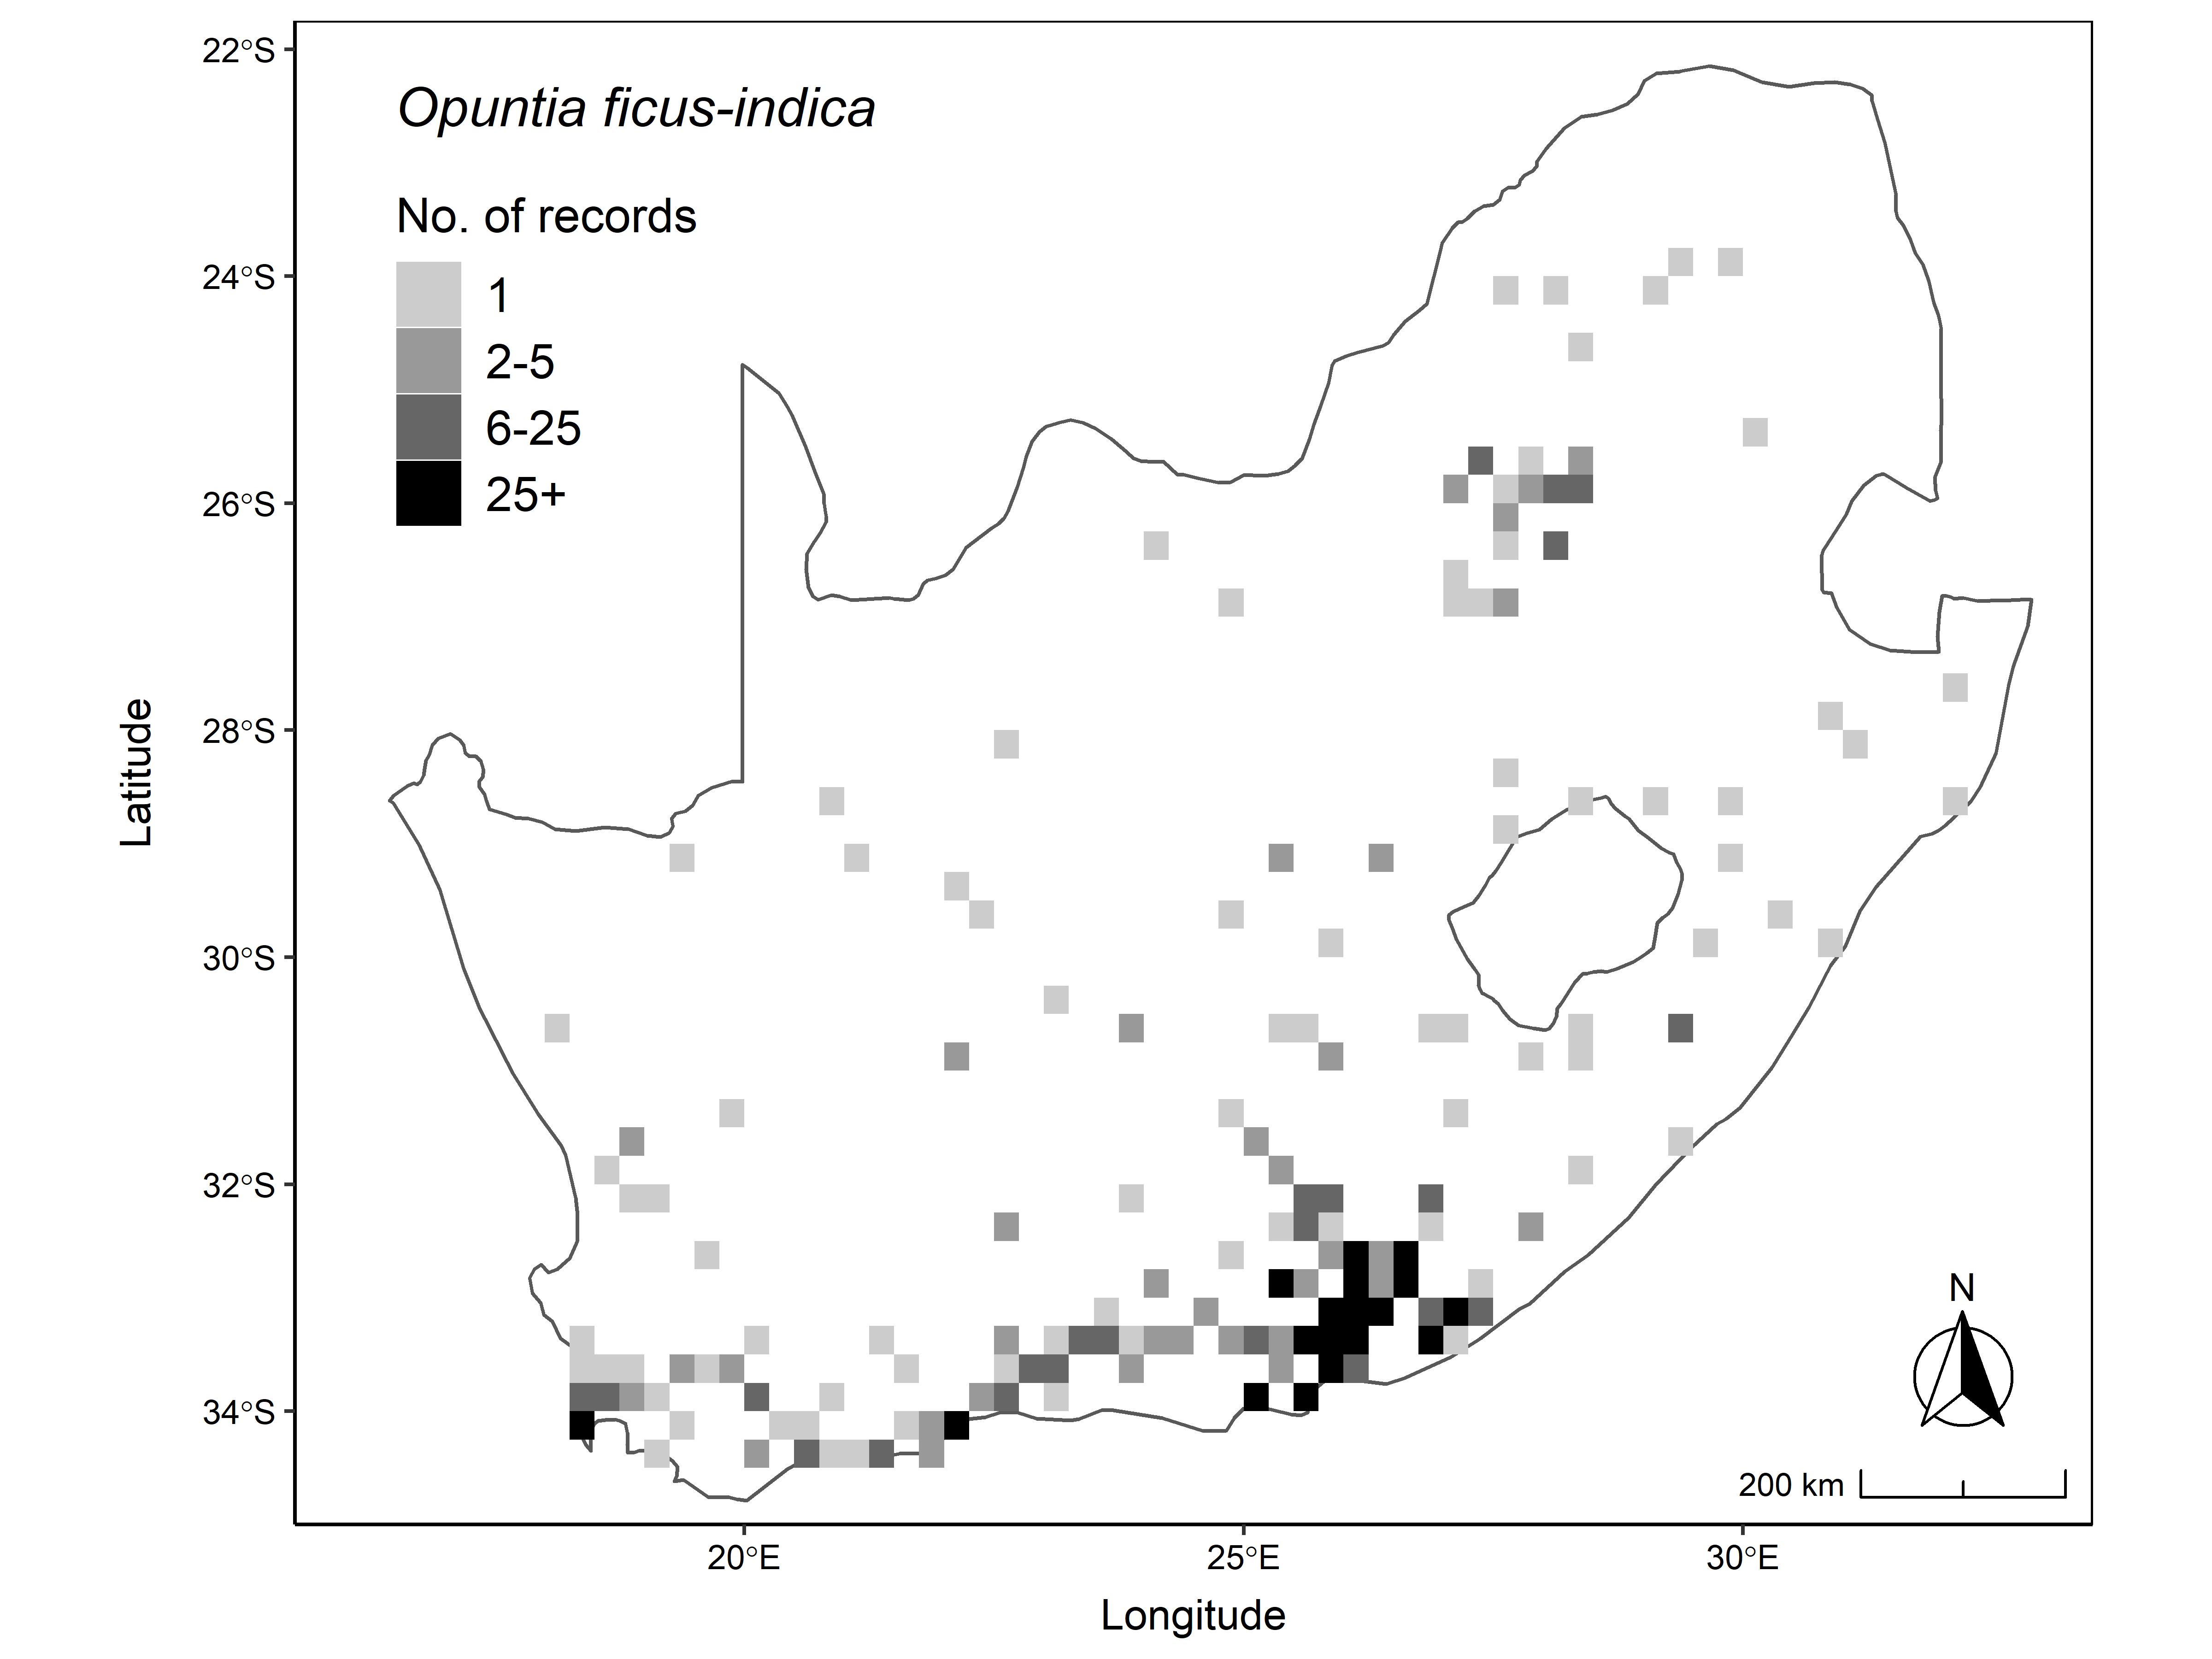 Opuntia ficus-indica
No. of records
1
2-5
6-25
25+
22°S
24°S
26°S
28°S
30°S
32°S
34°S
Latitude
N
200 km
20°E
25°E
30°E
Longitude